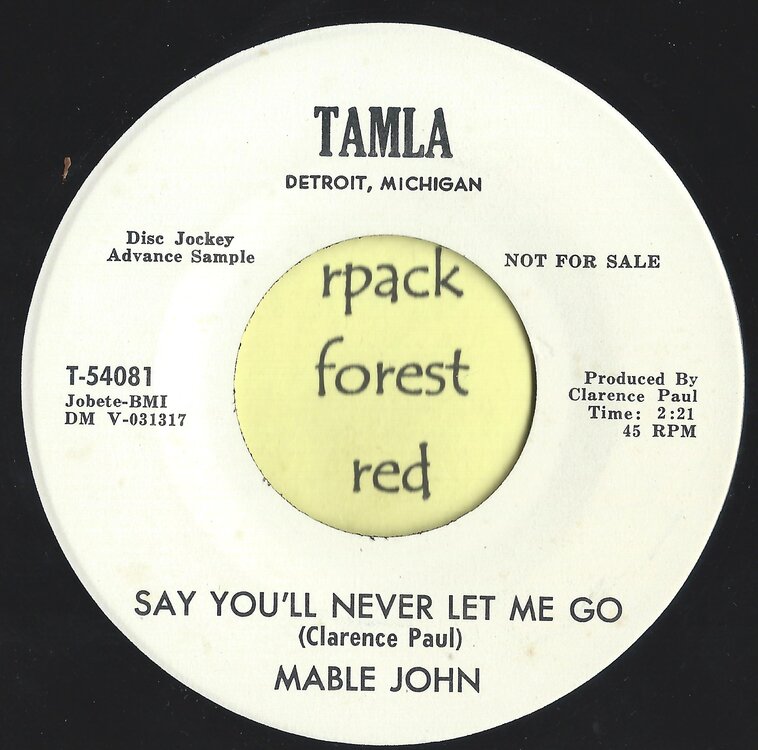 TAMLA
DETROIT, MICHIGAN
Disc Jockey
Advance Sample
NOT FOR SALE
rpack
forest
red
T-54081
Jobete-BMI
DM V-031317
Produced By
Clarence Paul
Time: 2:21
45 RPM
SAY YOU'LL NEVER LET ME GO
(Clarence Paul)
MABLE JOHN